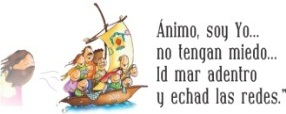 Ánimo, soy Yo...
no tengan miedo...
Id mar adentro
y echad las redes."